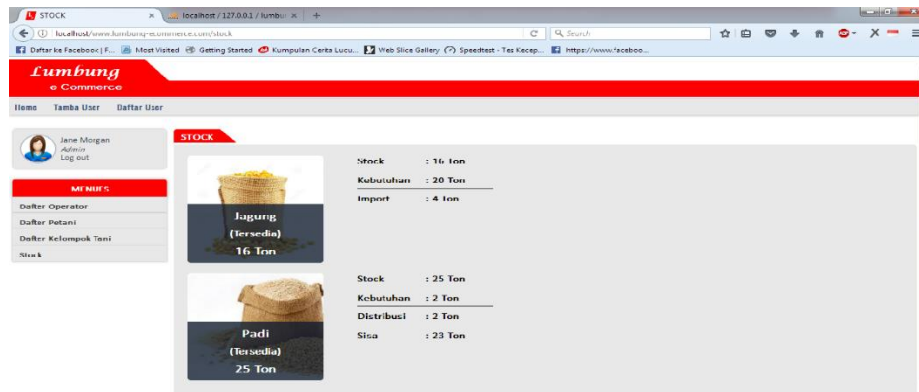 STOCK
localhost / 127.0.0.1 / lumbu
localhost/www.lumbung-ecommerce.com/stock
Search
Daftar ke Facebook | F... Most Visited Getting Started Kumpulan Cerita Lucu... Web Slice Gallery Speedtest - Tes Kecep... https://www.faceboo...
Lumbung
e Commerce
Home Tamba User Daftar User
Jane Morgan
Admin
Log out
MENUES
Dafter Operator
Dafter Petani
Dafter Kelompok Tani
Stock
STOCK
Jagung
(Tersedia)
16 Ton
Stock : 16 Ton
Kebutuhan : 20 Ton
Import : 4 Ton
Padi
(Tersedia)
25 Ton
Stock : 25 Ton
Kebutuhan : 2 Ton
Distribusi : 2 Ton
Sisa : 23 Ton